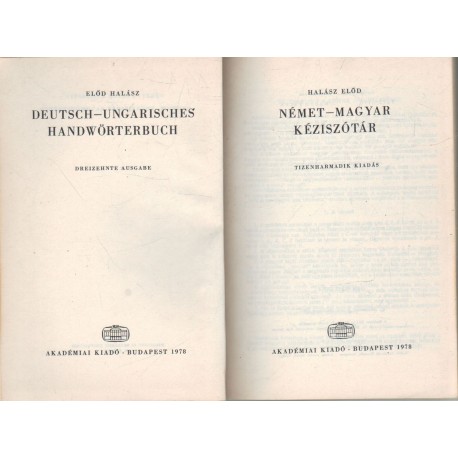 ELŐD HALÁSZ
DEUTSCH–UNGARISCHES
HANDWÖRTERBUCH
DREIZEHNTE AUSGABE
AKADÉMIAI KIADÓ · BUDAPEST 1978
HALÁSZ ELŐD
NÉMET–MAGYAR
KÉZISZÓTÁR
TIZENHARMADIK KIADÁS
AKADÉMIAI KIADÓ · BUDAPEST 1978